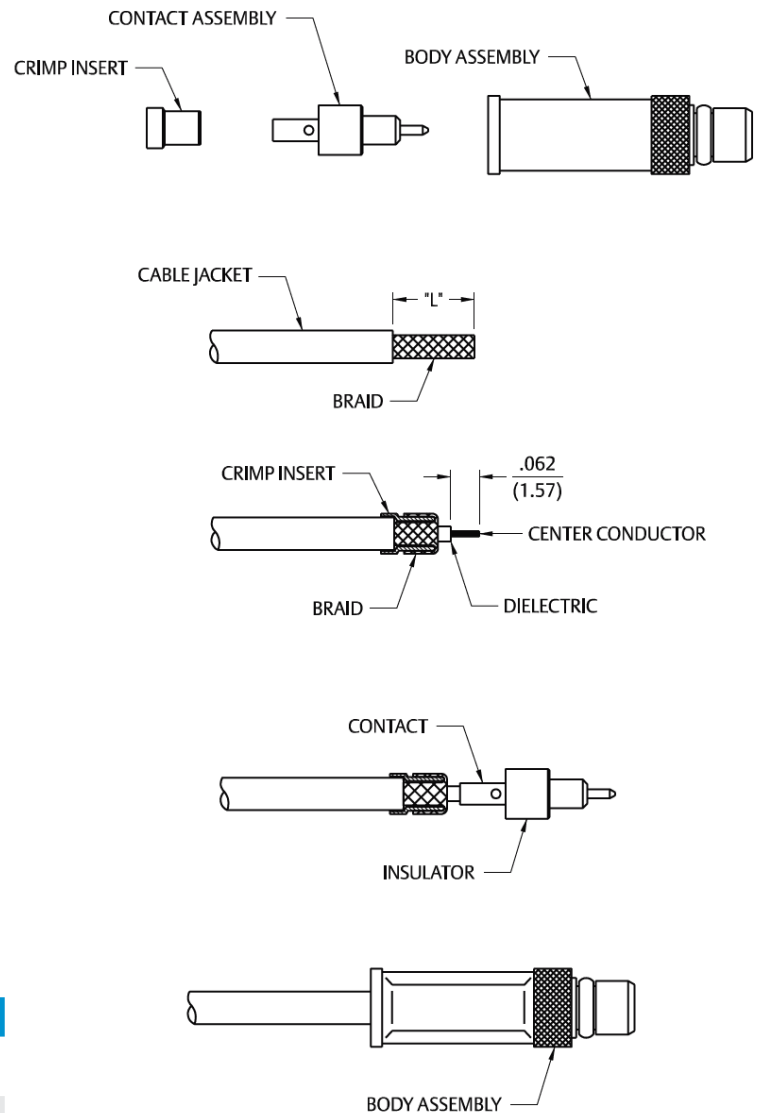 CONTACT ASSEMBLY
BODY ASSEMBLY
CRIMP INSERT
CABLE JACKET
"L"
BRAID
CRIMP INSERT
.062
(1.57)
CENTER CONDUCTOR
BRAID
DIELECTRIC
CONTACT
INSULATOR
BODY ASSEMBLY